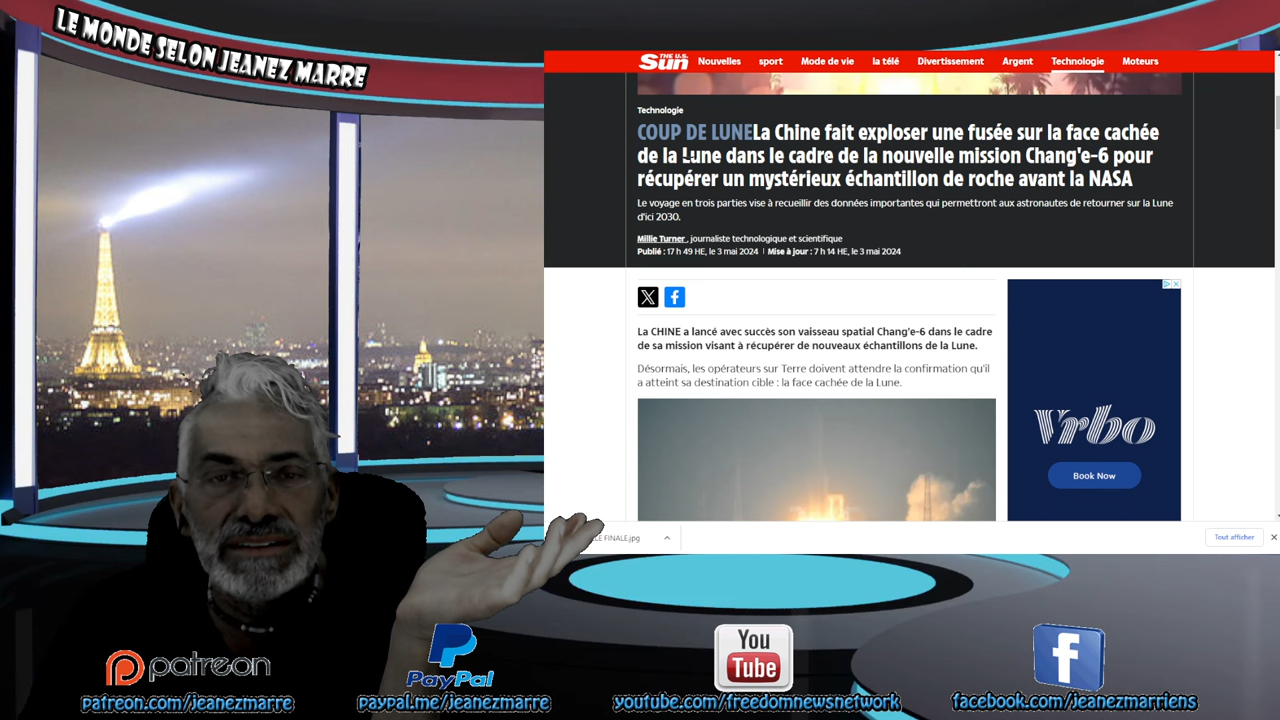 LE MONDE SELON JEANEZ MARRE
THE U.S. Sun
Nouvelles sport Mode de vie la télé Divertissement Argent Technologie Moteurs
Technologie
COUP DE LUNELa Chine fait exploser une fusée sur la face cachée
de la Lune dans le cadre de la nouvelle mission Chang'e-6 pour
récupérer un mystérieux échantillon de roche avant la NASA
Le voyage en trois parties vise à recueillir des données importantes qui permettront aux astronautes de retourner sur la Lune
d'ici 2030.
Millie Turner , journaliste technologique et scientifique
Publié : 17 h 49 HE, le 3 mai 2024 | Mise à jour : 7 h 14 HE, le 3 mai 2024
La CHINE a lancé avec succès son vaisseau spatial Chang'e-6 dans le cadre
de sa mission visant à récupérer de nouveaux échantillons de la Lune.
Désormais, les opérateurs sur Terre doivent attendre la confirmation qu'il
a atteint sa destination cible : la face cachée de la Lune.
Vrbo
Book Now
FINALE.jpg
Tout afficher
patreon
patreon.com/jeanezmarre
PayPal
paypal.me/jeanezmarre
You
Tube
youtube.com/freedomnewsnetwork
f
facebook.com/jeanezmarriens